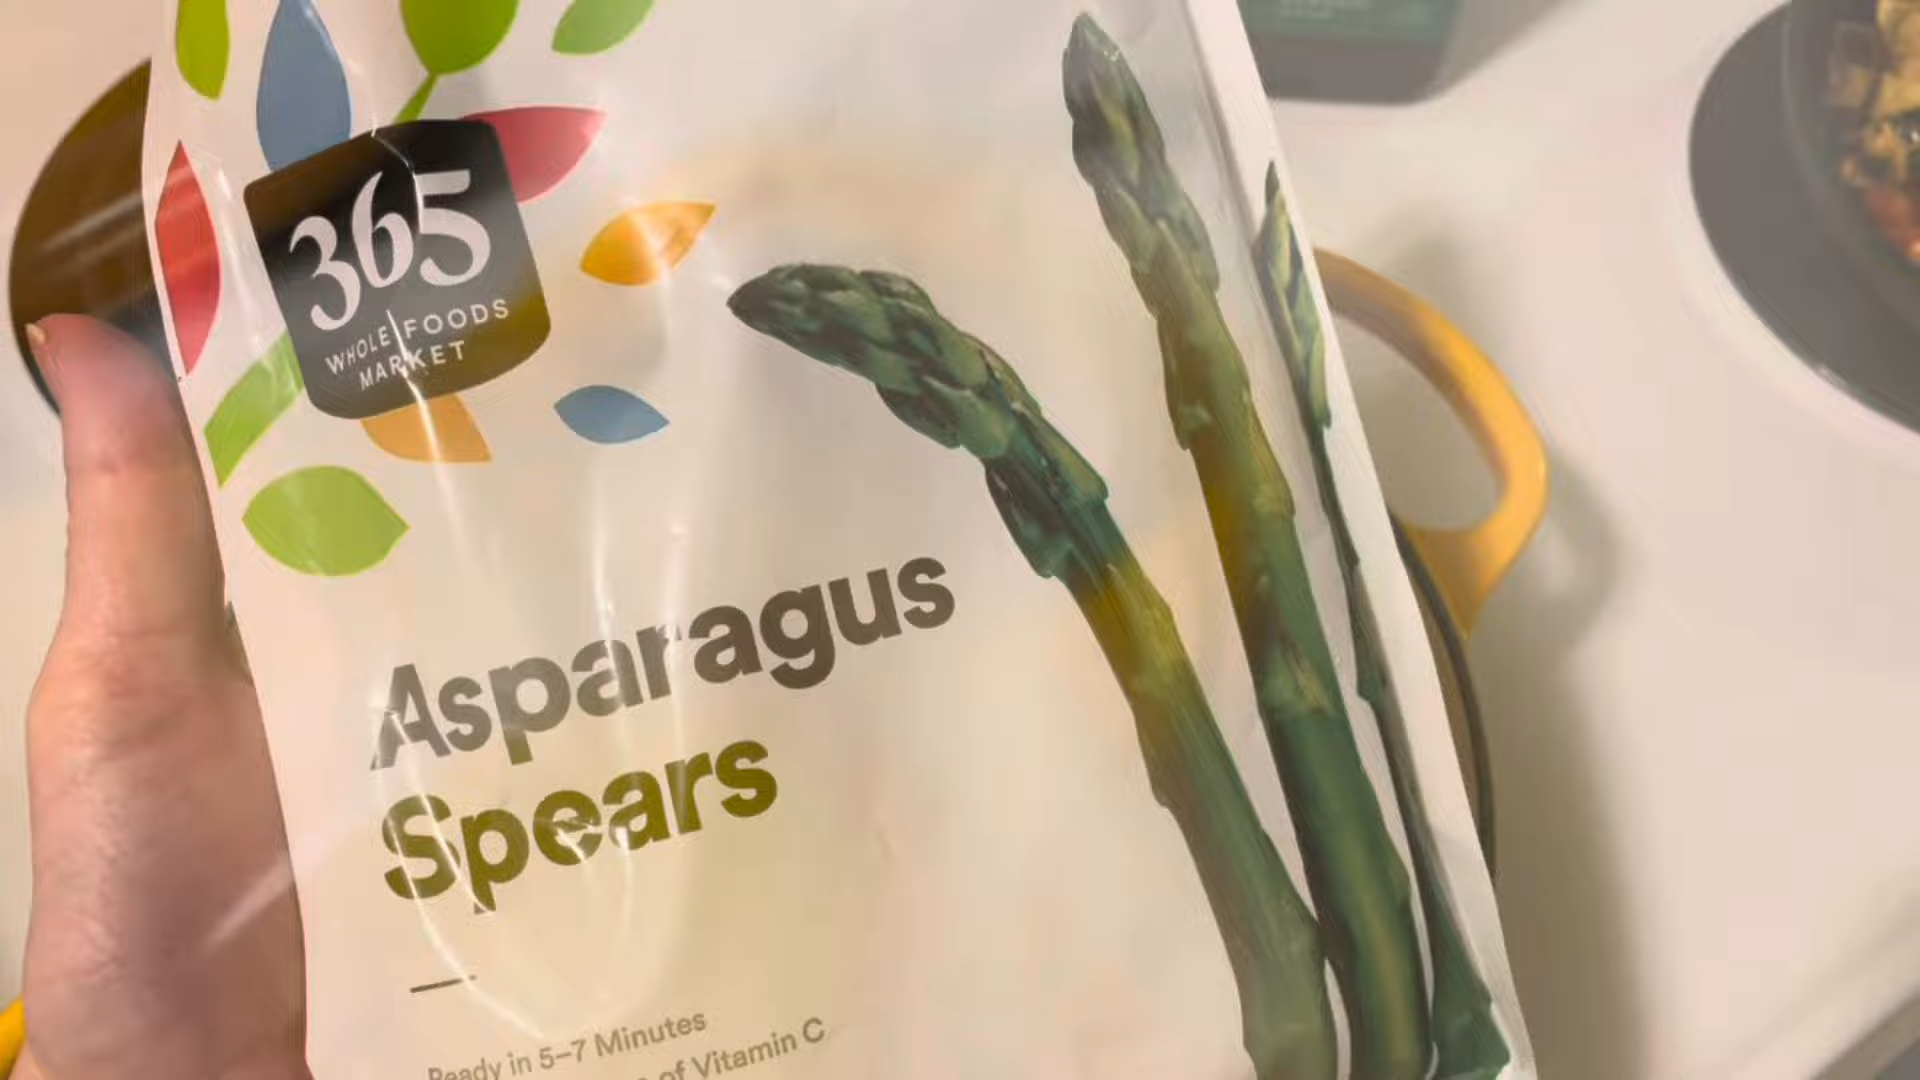 365
WHOLE FOODS
MARKET
Asparagus
Spears
Ready in 5–7 Minutes
of Vitamin C